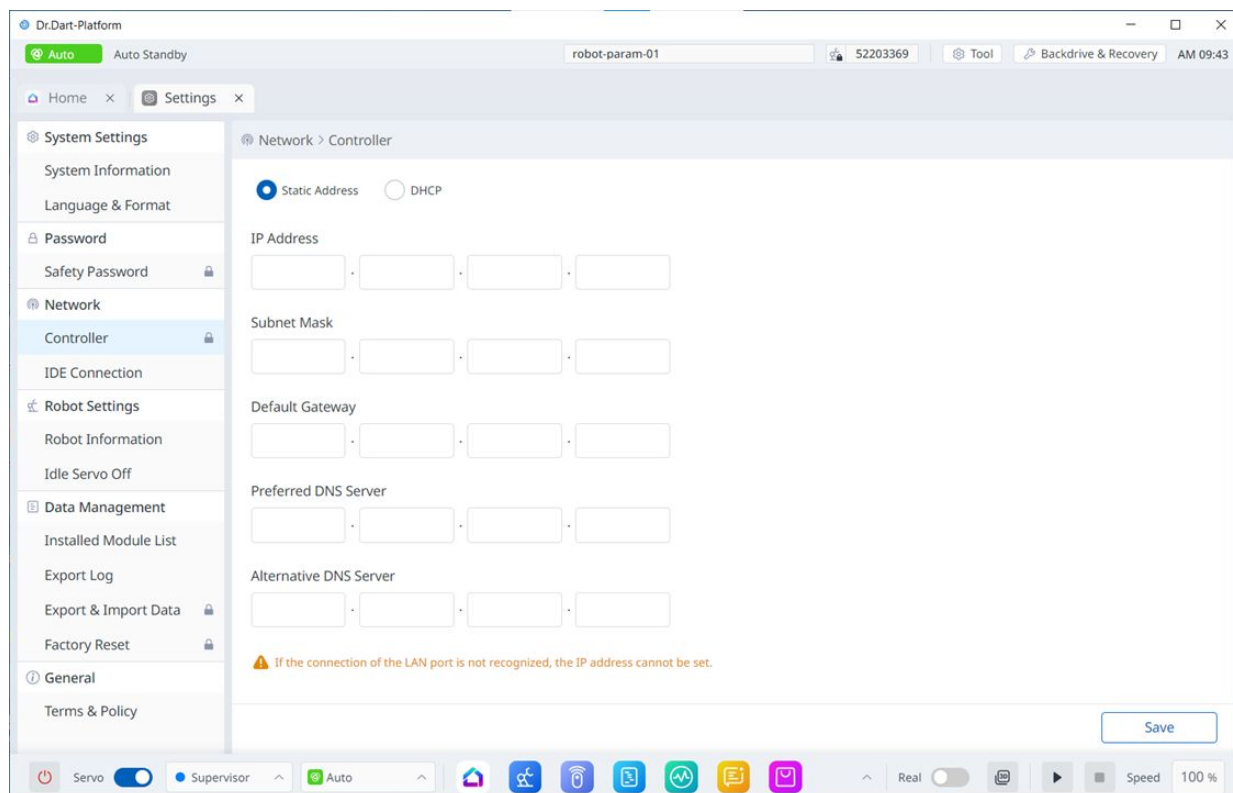 Dr.Dart-Platform
Auto
Auto Standby
robot-param-01
52203369
Tool
Backdrive & Recovery
AM 09:43
Home
Settings
System Settings
System Information
Language & Format
Password
Safety Password
Network
Controller
IDE Connection
Robot Settings
Robot Information
Idle Servo Off
Data Management
Installed Module List
Export Log
Export & Import Data
Factory Reset
General
Terms & Policy
Network > Controller
Static Address
DHCP
IP Address
. . .
Subnet Mask
. . .
Default Gateway
. . .
Preferred DNS Server
. . .
Alternative DNS Server
. . .
If the connection of the LAN port is not recognized, the IP address cannot be set.
Save
Servo
Supervisor
Auto
Real
3D
Speed
100 %